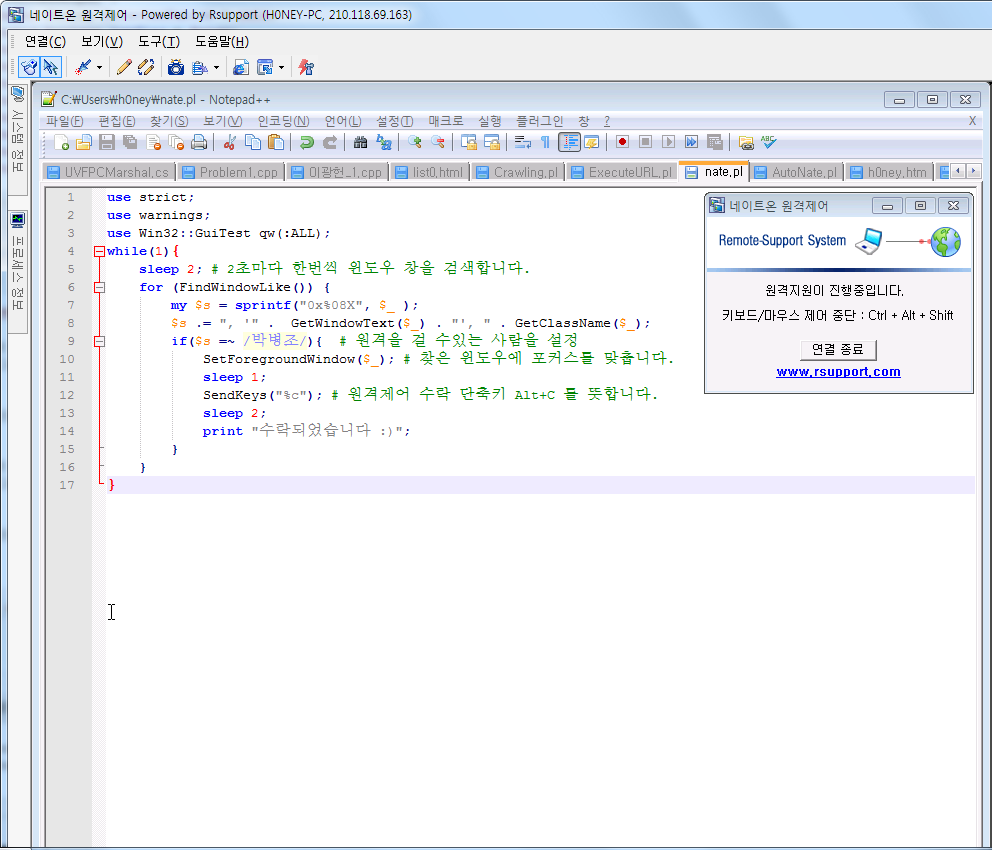 네이트온 원격제어 - Powered by Rsupport (H0NEY-PC, 210.118.69.163)
연결(C) 보기(V) 도구(T) 도움말(H)
시스템 정보
프로세스 정보
C:\Users\h0ney\nate.pl - Notepad++
파일(F) 편집(E) 찾기(S) 보기(V) 인코딩(N) 언어(L) 설정(T) 매크로 실행 플러그인 창 ? X
UVFPCMarshal.cs Problem1.cpp 이광헌_1.cpp list0.html Crawling.pl ExecuteURL.pl nate.pl AutoNate.pl h0ney.htm
1 use strict;
2 use warnings;
3 use Win32::GuiTest qw(:ALL);
4 while(1){
5 sleep 2; # 2초마다 한번씩 윈도우 창을 검색합니다.
6 for (FindWindowLike()) {
7 my $s = sprintf("0x%08X", $_ );
8 $s .= ", '" .  GetWindowText($_) . "', " . GetClassName($_);
9 if($s =~ /박병조/){  # 원격을 걸 수있는 사람을 설정
10 SetForegroundWindow($_); # 찾은 윈도우에 포커스를 맞춥니다.
11 sleep 1;
12 SendKeys("%c"); # 원격제어 수락 단축키 Alt+C 를 뜻합니다.
13 sleep 2;
14 print "수락되었습니다 :)";
15 }
16 }
17 }
네이트온 원격제어
Remote-Support System
원격지원이 진행중입니다.
키보드/마우스 제어 중단 : Ctrl + Alt + Shift
연결 종료
www.rsupport.com